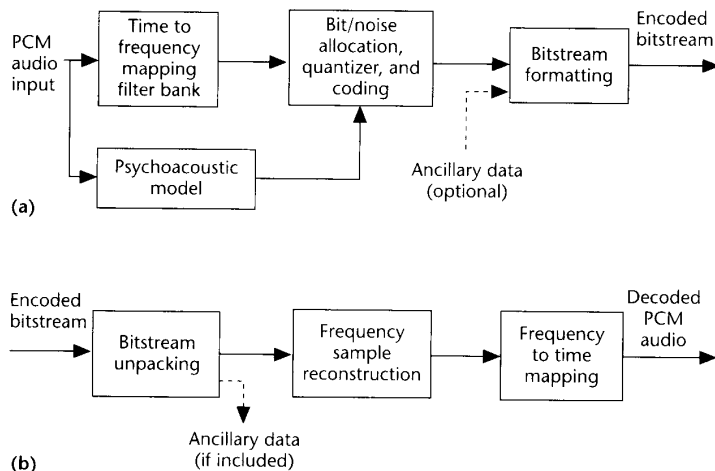 PCM
audio
input
Time to
frequency
mapping
filter bank
Bit/noise
allocation,
quantizer, and
coding
Bitstream
formatting
Encoded
bitstream
Psychoacoustic
model
Ancillary data
(optional)
(a)
Encoded
bitstream
Bitstream
unpacking
Frequency
sample
reconstruction
Frequency
to time
mapping
Decoded
PCM
audio
Ancillary data
(if included)
(b)